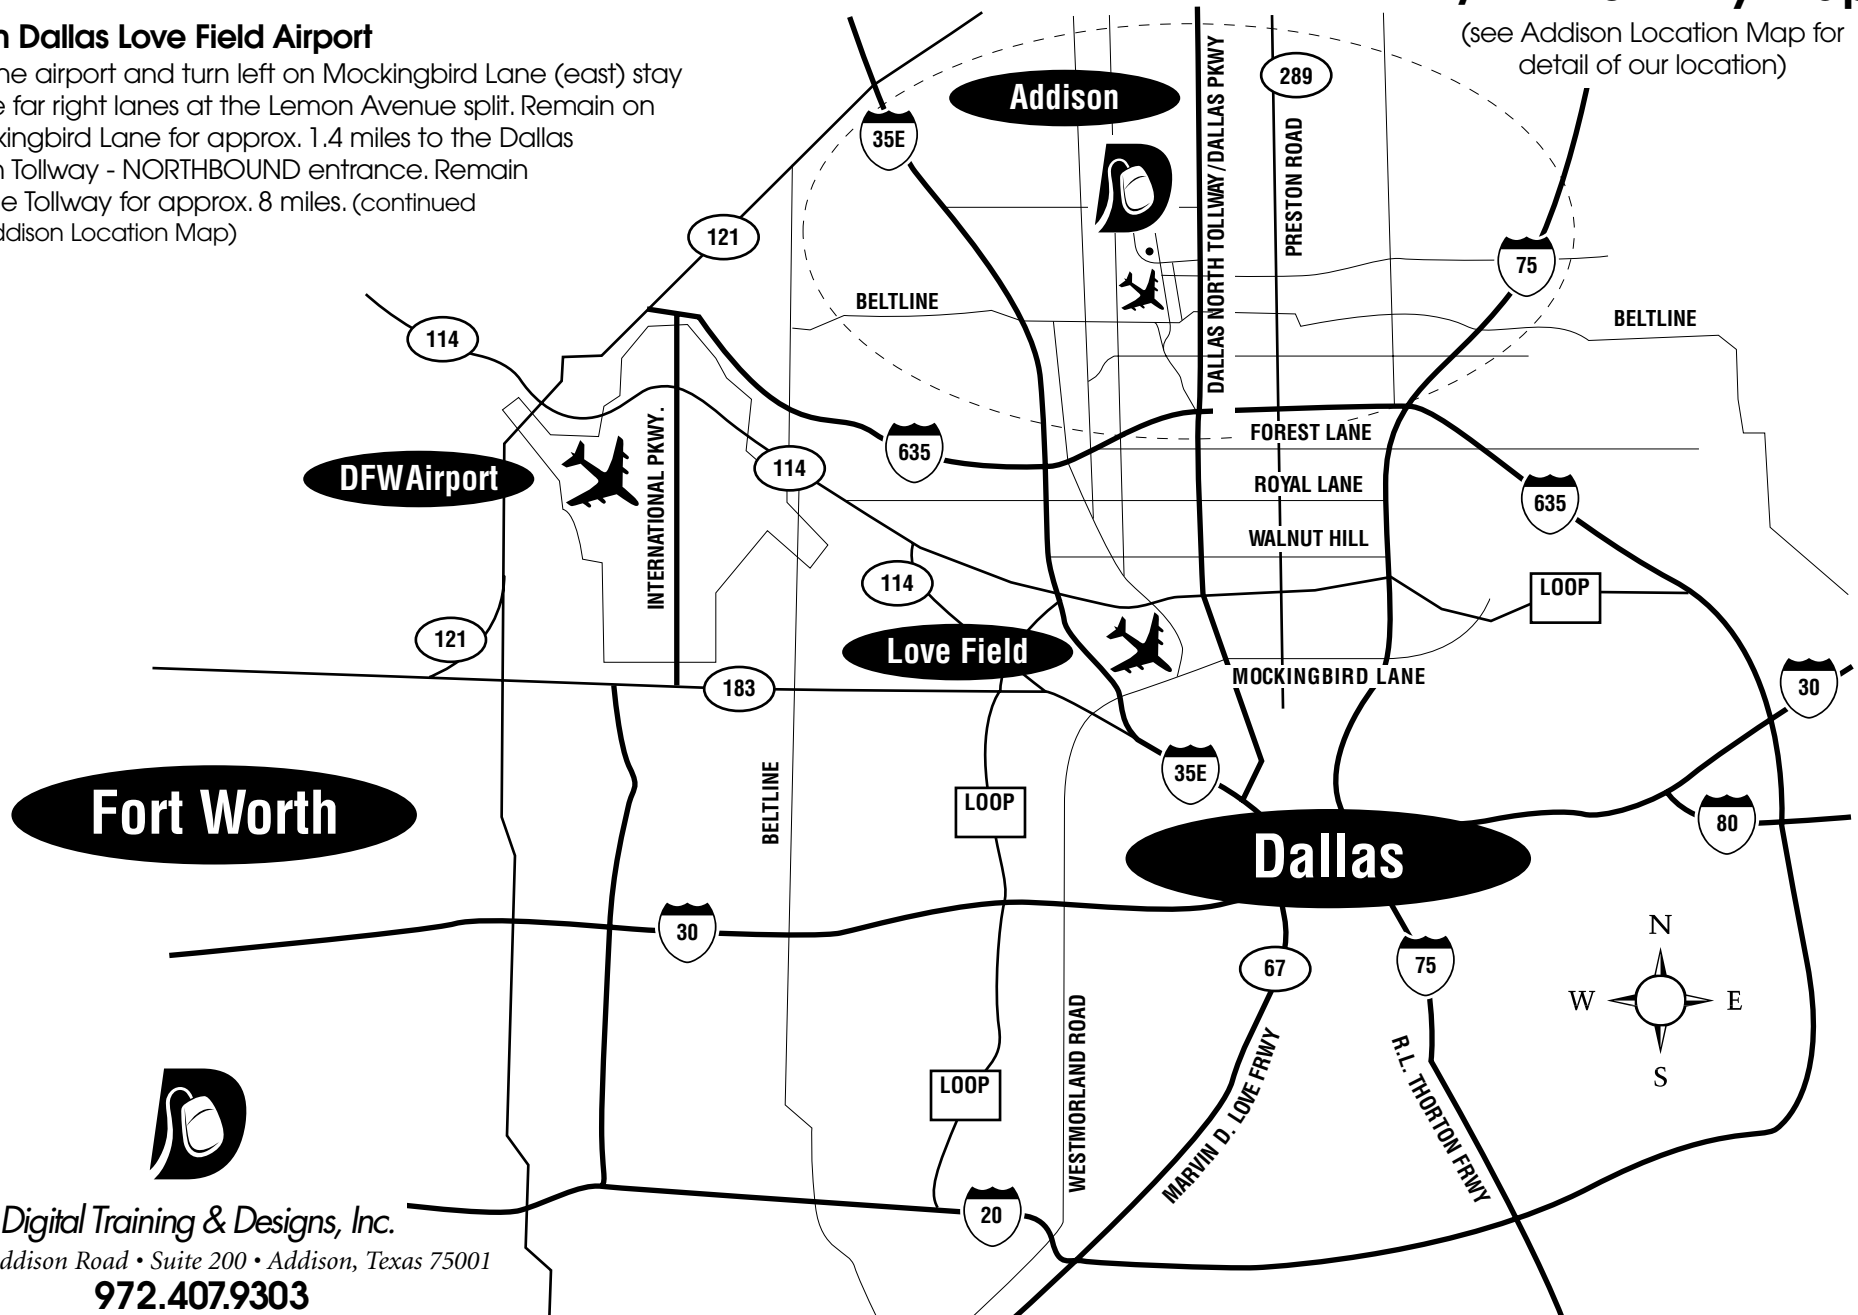 n Dallas Love Field Airport
ne airport and turn left on Mockingbird Lane (east) stay
e far right lanes at the Lemon Avenue split. Remain on
kingbird Lane for approx. 1.4 miles to the Dallas
h Tollway - NORTHBOUND entrance. Remain
e Tollway for approx. 8 miles. (continued
ddison Location Map)
(see Addison Location Map for
detail of our location)
Addison
35E
289
DALLAS NORTH TOLLWAY/DALLAS PKWY
PRESTON ROAD
121
75
114
BELTLINE
BELTLINE
635
FOREST LANE
DFW Airport
114
INTERNATIONAL PKWY.
ROYAL LANE
635
WALNUT HILL
114
LOOP
121
Love Field
MOCKINGBIRD LANE
183
30
35E
Fort Worth
BELTLINE
LOOP
80
Dallas
30
67
75
N
W
E
S
WESTMORLAND ROAD
MARVIN D. LOVE FRWY
R.L. THORTON FRWY
LOOP
20
Digital Training & Designs, Inc.
ddison Road • Suite 200 • Addison, Texas 75001
972.407.9303